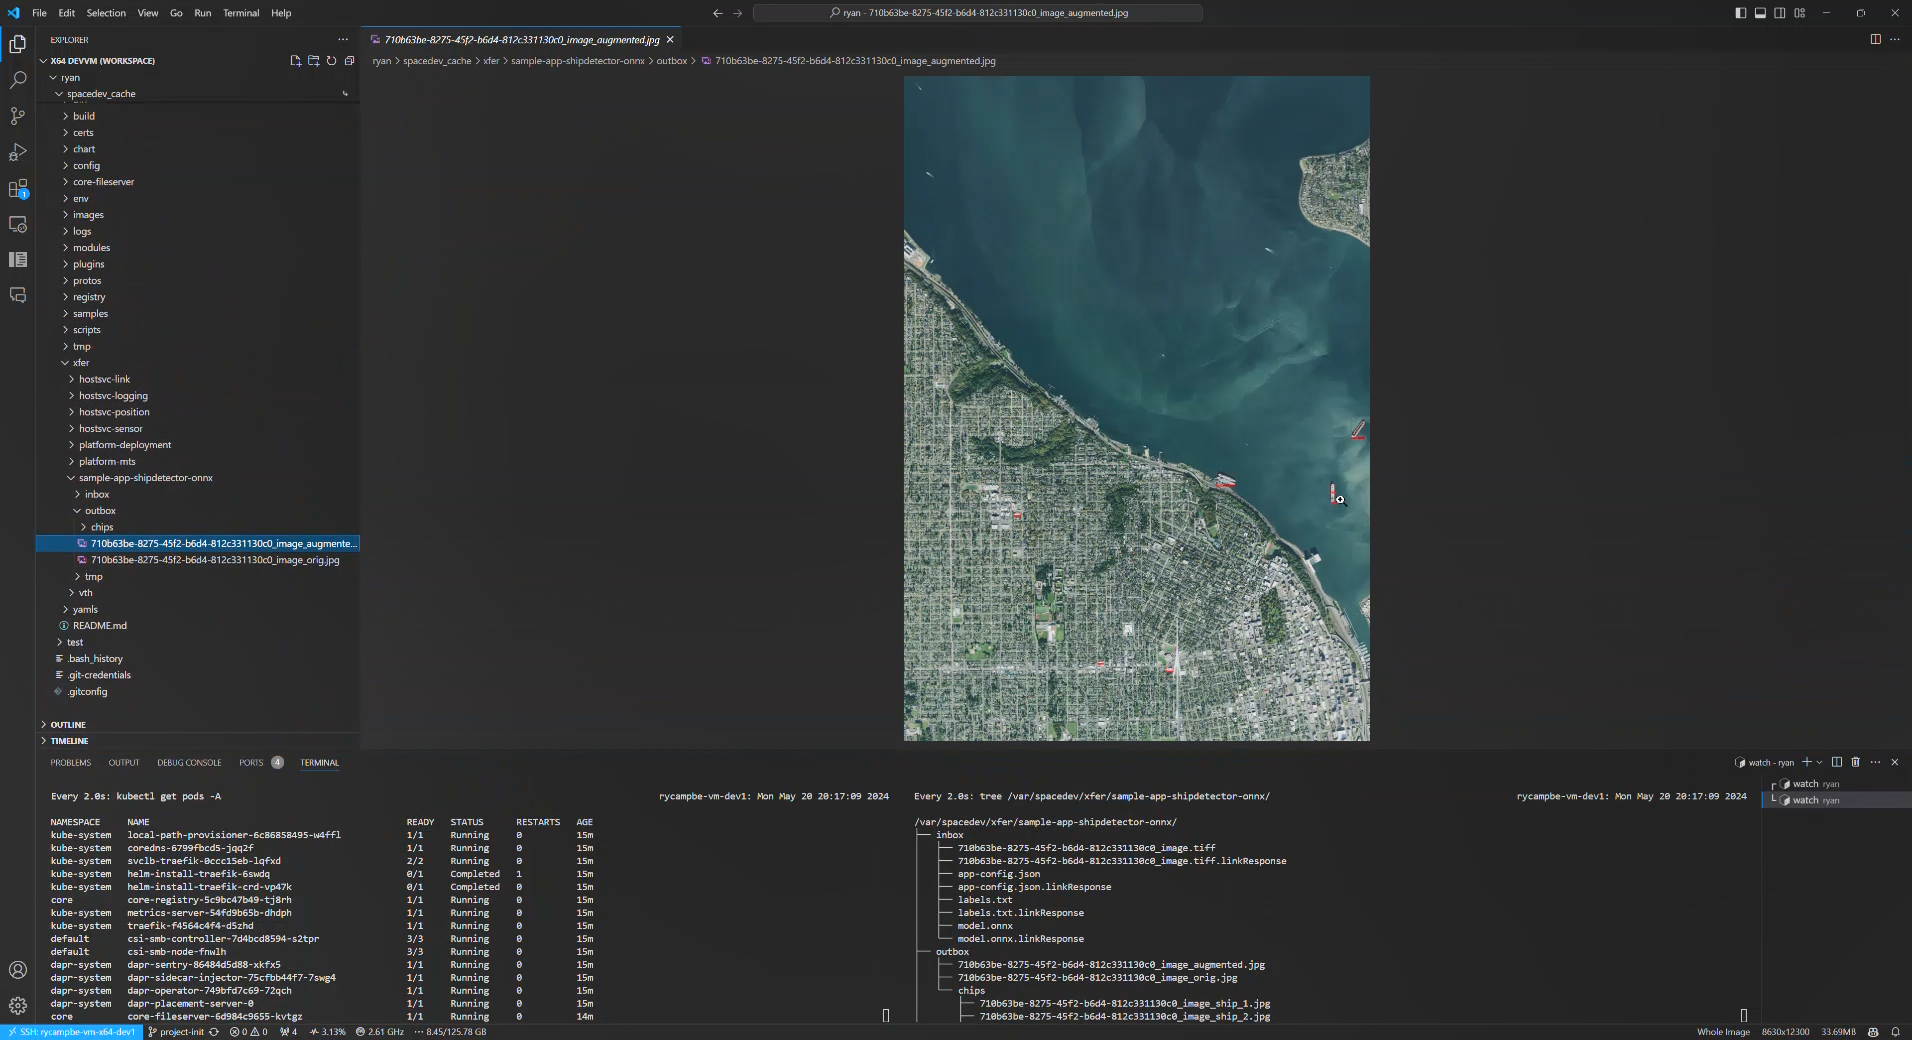 File Edit Selection View Go Run Terminal Help
ryan - 710b63be-8275-45f2-b6d4-812c331130c0_image_augmented.jpg
EXPLORER
X64 DEVVM (WORKSPACE)
ryan
spacedev_cache
build
certs
chart
config
core-fileserver
env
images
logs
modules
plugins
protos
registry
samples
scripts
tmp
xfer
hostsvc-link
hostsvc-logging
hostsvc-position
hostsvc-sensor
platform-deployment
platform-mts
sample-app-shipdetector-onnx
inbox
outbox
chips
710b63be-8275-45f2-b6d4-812c331130c0_image_augmente...
710b63be-8275-45f2-b6d4-812c331130c0_image_orig.jpg
tmp
vth
yamls
README.md
test
.bash_history
.git-credentials
.gitconfig
OUTLINE
TIMELINE
1
710b63be-8275-45f2-b6d4-812c331130c0_image_augmented.jpg
ryan > spacedev_cache > xfer > sample-app-shipdetector-onnx > outbox > 710b63be-8275-45f2-b6d4-812c331130c0_image_augmented.jpg
PROBLEMS OUTPUT DEBUG CONSOLE PORTS 4 TERMINAL
watch - ryan
Every 2.0s: kubectl get pods -A rycampbe-vm-dev1: Mon May 20 20:17:09 2024
NAMESPACE NAME READY STATUS RESTARTS AGE
kube-system local-path-provisioner-6c86858495-w4ffl 1/1 Running 0 15m
kube-system coredns-6799fbcd5-jqq2f 1/1 Running 0 15m
kube-system svclb-traefik-0ccc15eb-lqfxd 2/2 Running 0 15m
kube-system helm-install-traefik-6swdq 0/1 Completed 1 15m
kube-system helm-install-traefik-crd-vp47k 0/1 Completed 0 15m
core core-registry-5c9bc47b49-tj8rh 1/1 Running 0 15m
kube-system metrics-server-54fd9b65b-dhdph 1/1 Running 0 15m
kube-system traefik-f4564c4f4-d5zhd 1/1 Running 0 15m
default csi-smb-controller-7d4bcd8594-s2tpr 3/3 Running 0 15m
default csi-smb-node-fnwlh 3/3 Running 0 15m
dapr-system dapr-sentry-86484d5d88-xkfx5 1/1 Running 0 15m
dapr-system dapr-sidecar-injector-75cfbb44f7-7swg4 1/1 Running 0 15m
dapr-system dapr-operator-749bfd7c69-72qch 1/1 Running 0 15m
dapr-system dapr-placement-server-0 1/1 Running 0 15m
core core-fileserver-6d984c9655-kvtgz 1/1 Running 0 14m
Every 2.0s: tree /var/spacedev/xfer/sample-app-shipdetector-onnx/ rycampbe-vm-dev1: Mon May 20 20:17:09 2024
/var/spacedev/xfer/sample-app-shipdetector-onnx/
inbox
710b63be-8275-45f2-b6d4-812c331130c0_image.tiff
710b63be-8275-45f2-b6d4-812c331130c0_image.tiff.linkResponse
app-config.json
app-config.json.linkResponse
labels.txt
labels.txt.linkResponse
model.onnx
model.onnx.linkResponse
outbox
710b63be-8275-45f2-b6d4-812c331130c0_image_augmented.jpg
710b63be-8275-45f2-b6d4-812c331130c0_image_orig.jpg
chips
710b63be-8275-45f2-b6d4-812c331130c0_image_ship_1.jpg
710b63be-8275-45f2-b6d4-812c331130c0_image_ship_2.jpg
watch ryan
watch ryan
SSH: rycampbe-vm-x64-dev1 project-init 0 0 4 3.13% 2.61 GHz 8.45/125.78 GB Whole Image 8630x12300 33.69MB